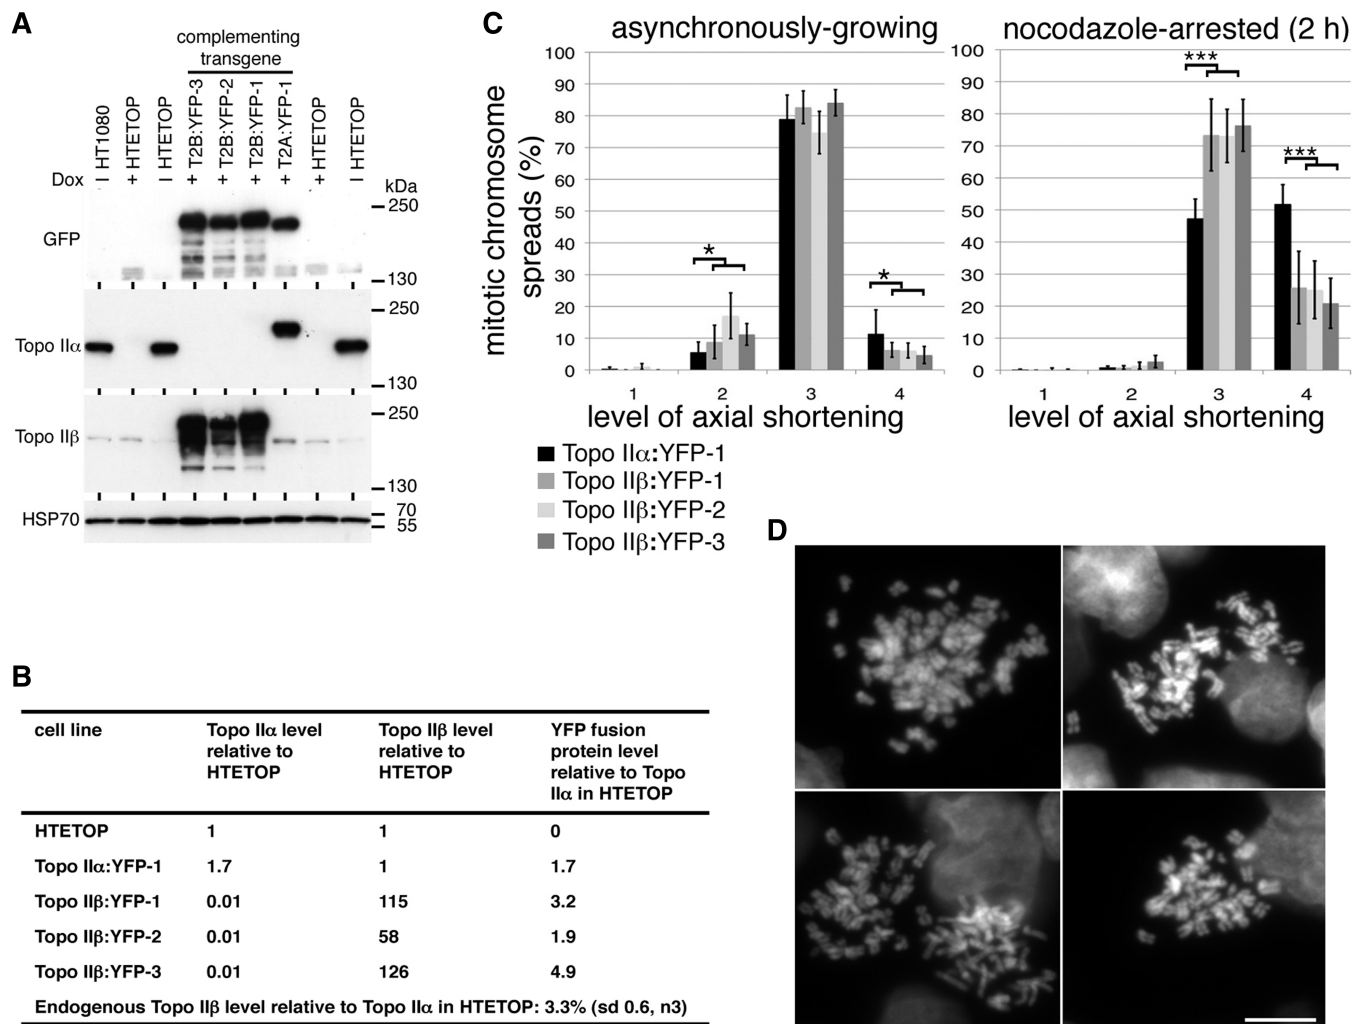 A
complementing
transgene
HT1080
HTETOP
HTETOP
T2B:YFP-3
T2B:YFP-2
T2B:YFP-1
T2A:YFP-1
HTETOP
HTETOP
Dox – + – + + + + + –
kDa
GFP
250
130
Topo IIα
250
130
Topo IIβ
250
130
HSP70
70
55
B
cell line
Topo IIα level
relative to
HTETOP
Topo IIβ level
relative to
HTETOP
YFP fusion
protein level
relative to Topo
IIα in HTETOP
HTETOP 1 1 0
Topo IIα:YFP-1 1.7 1 1.7
Topo IIβ:YFP-1 0.01 115 3.2
Topo IIβ:YFP-2 0.01 58 1.9
Topo IIβ:YFP-3 0.01 126 4.9
Endogenous Topo IIβ level relative to Topo IIα in HTETOP: 3.3% (sd 0.6, n3)
C
asynchronously-growing
mitotic chromosome
spreads (%)
100
90
80
70
60
50
40
30
20
10
0
*
*
1 2 3 4
level of axial shortening
nocodazole-arrested (2 h)
100
90
80
70
60
50
40
30
20
10
0
***
***
1 2 3 4
level of axial shortening
Topo IIα:YFP-1
Topo IIβ:YFP-1
Topo IIβ:YFP-2
Topo IIβ:YFP-3
D